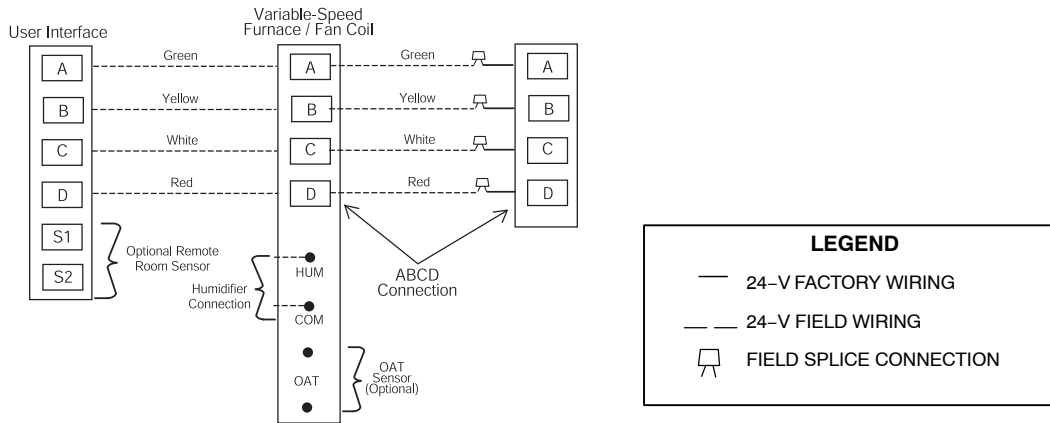 User Interface
Variable-Speed
Furnace / Fan Coil
A
Green
A
Green
A
B
Yellow
B
Yellow
B
C
White
C
White
C
D
Red
D
Red
D
S1
S2
Optional Remote
Room Sensor
HUM
Humidifier
Connection
COM
ABCD
Connection
OAT
OAT
Sensor
(Optional)
LEGEND
24–V FACTORY WIRING
24–V FIELD WIRING
FIELD SPLICE CONNECTION